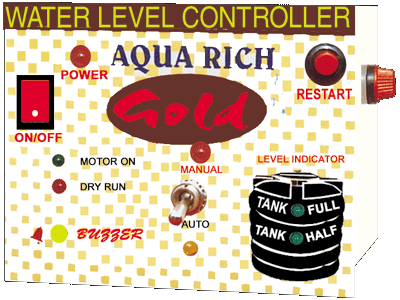 WATER LEVEL CONTROLLER
AQUA RICH
Gold
POWER
RESTART
ON/OFF
MANUAL
LEVEL INDICATOR
MOTOR ON
DRY RUN
AUTO
TANK FULL
TANK HALF
BUZZER